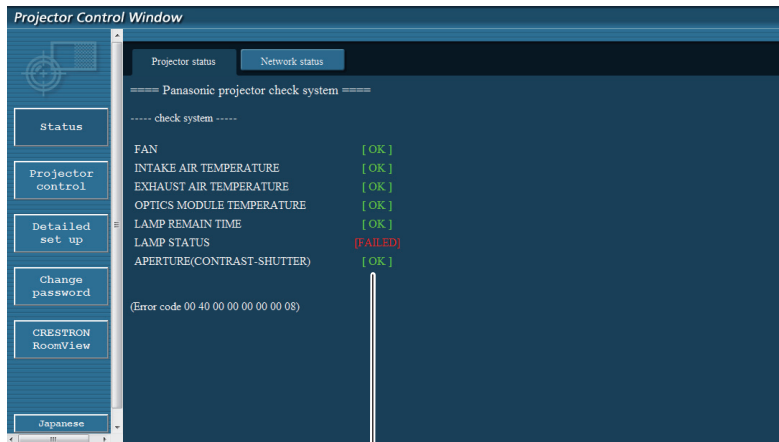 Projector Control Window
Projector status
Network status
Status
Projector
control
Detailed
set up
Change
password
CRESTRON
RoomView
Japanese
==== Panasonic projector check system ====
----- check system -----
FAN [ OK ]
INTAKE AIR TEMPERATURE [ OK ]
EXHAUST AIR TEMPERATURE [ OK ]
OPTICS MODULE TEMPERATURE [ OK ]
LAMP REMAIN TIME [ OK ]
LAMP STATUS [FAILED]
APERTURE(CONTRAST-SHUTTER) [ OK ]
(Error code 00 40 00 00 00 00 00 08)